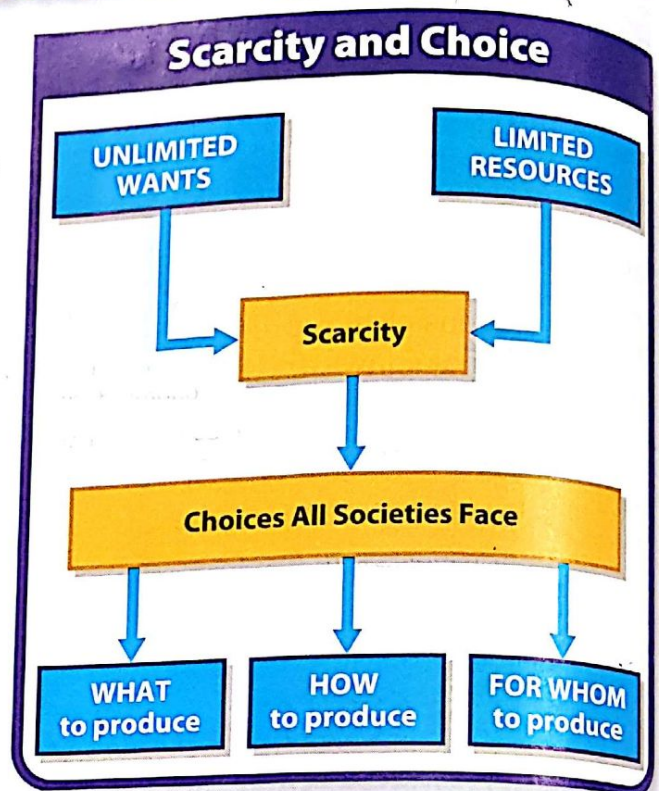 Scarcity and Choice
UNLIMITED
WANTS
LIMITED
RESOURCES
Scarcity
Choices All Societies Face
WHAT
to produce
HOW
to produce
FOR WHOM
to produce